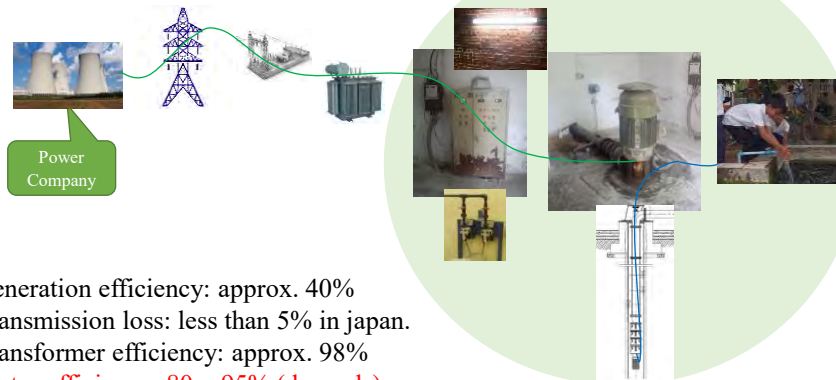 Power
Company
eneration efficiency: approx. 40%
ansmission loss: less than 5% in japan.
ansformer efficiency: approx. 98%